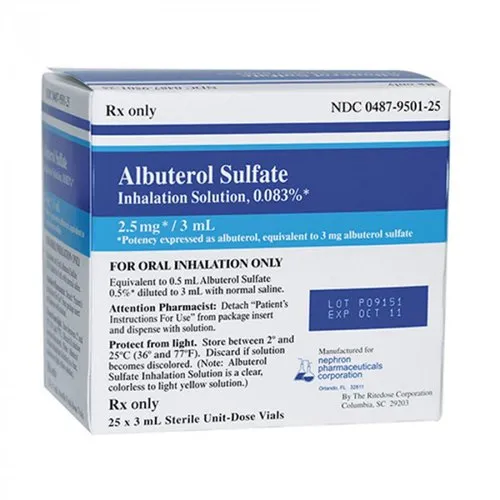 Rx only
NDC 0487-9501-25
Albuterol Sulfate
Inhalation Solution, 0.083%*
2.5 mg* / 3 mL
*Potency expressed as albuterol, equivalent to 3 mg albuterol sulfate
FOR ORAL INHALATION ONLY
Equivalent to 0.5 mL Albuterol Sulfate
0.5%* diluted to 3 mL with normal saline.
Attention Pharmacist: Detach "Patient's
Instructions For Use" from package insert
and dispense with solution.
Protect from light. Store between 2° and
25°C (36° and 77°F). Discard if solution
becomes discolored. (Note: Albuterol
Sulfate Inhalation Solution is a clear,
colorless to light yellow solution.)
Rx only
25 x 3 mL Sterile Unit-Dose Vials
LOT P09151
EXP OCT 11
Manufactured for
nephron
pharmaceuticals
corporation
Orlando, FL 32811
By The Ritedose Corporation
Columbia, SC 29203